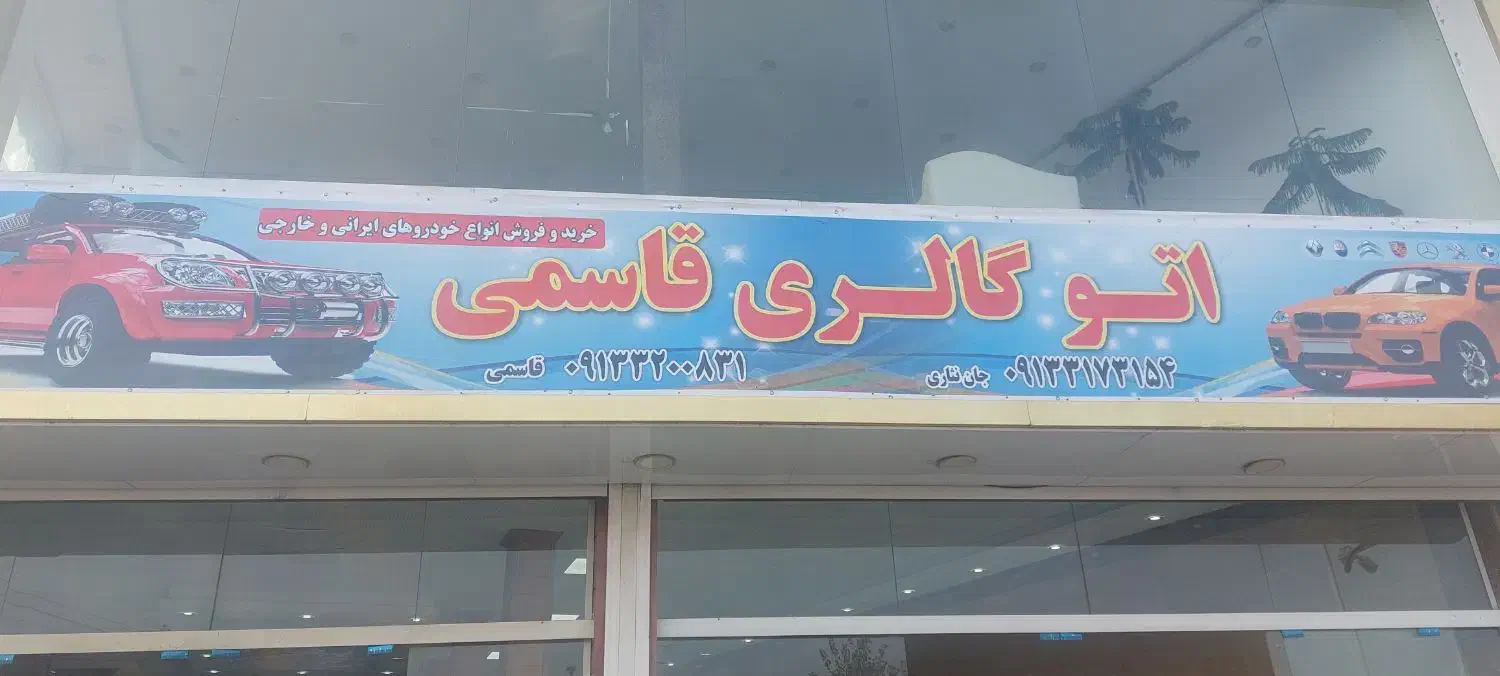 خرید و فروش انواع خودروهای ایرانی و خارجی
اتو گالری قاسمی
۰۹۱۳۳۱۷۳۱۵۴ جان نثاری
۰۹۱۳۳۲۰۰۸۳۱ قاسمی